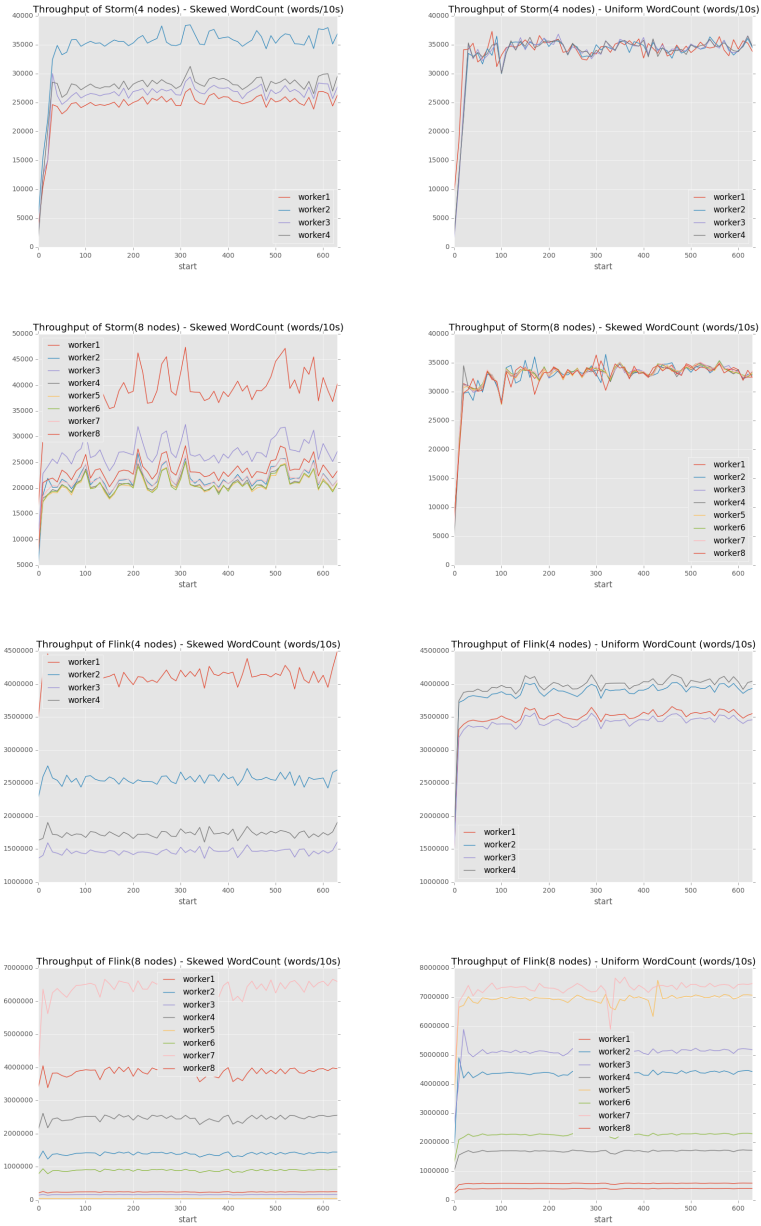 Throughput of Storm(4 nodes) - Skewed WordCount (words/10s)
40000
35000
30000
25000
20000
15000
10000
5000
0
worker1
worker2
worker3
worker4
0 100 200 300 400 500 600
start
Throughput of Storm(4 nodes) - Uniform WordCount (words/10s)
40000
35000
30000
25000
20000
15000
10000
5000
0
worker1
worker2
worker3
worker4
0 100 200 300 400 500 600
start
Throughput of Storm(8 nodes) - Skewed WordCount (words/10s)
50000
45000
40000
35000
30000
25000
20000
15000
10000
5000
worker1
worker2
worker3
worker4
worker5
worker6
worker7
worker8
0 100 200 300 400 500 600
start
Throughput of Storm(8 nodes) - Skewed WordCount (words/10s)
40000
35000
30000
25000
20000
15000
10000
5000
0
worker1
worker2
worker3
worker4
worker5
worker6
worker7
worker8
0 100 200 300 400 500 600
start
Throughput of Flink(4 nodes) - Skewed WordCount (words/10s)
4500000
4000000
3500000
3000000
2500000
2000000
1500000
1000000
worker1
worker2
worker3
worker4
0 100 200 300 400 500 600
start
Throughput of Flink(4 nodes) - Uniform WordCount (words/10s)
4500000
4000000
3500000
3000000
2500000
2000000
1500000
1000000
worker1
worker2
worker3
worker4
0 100 200 300 400 500 600
start
Throughput of Flink(8 nodes) - Skewed WordCount (words/10s)
7000000
6000000
5000000
4000000
3000000
2000000
1000000
0
worker1
worker2
worker3
worker4
worker5
worker6
worker7
worker8
0 100 200 300 400 500 600
start
Throughput of Flink(8 nodes) - Uniform WordCount (words/10s)
8000000
7000000
6000000
5000000
4000000
3000000
2000000
1000000
0
worker1
worker2
worker3
worker4
worker5
worker6
worker7
worker8
0 100 200 300 400 500 600
start